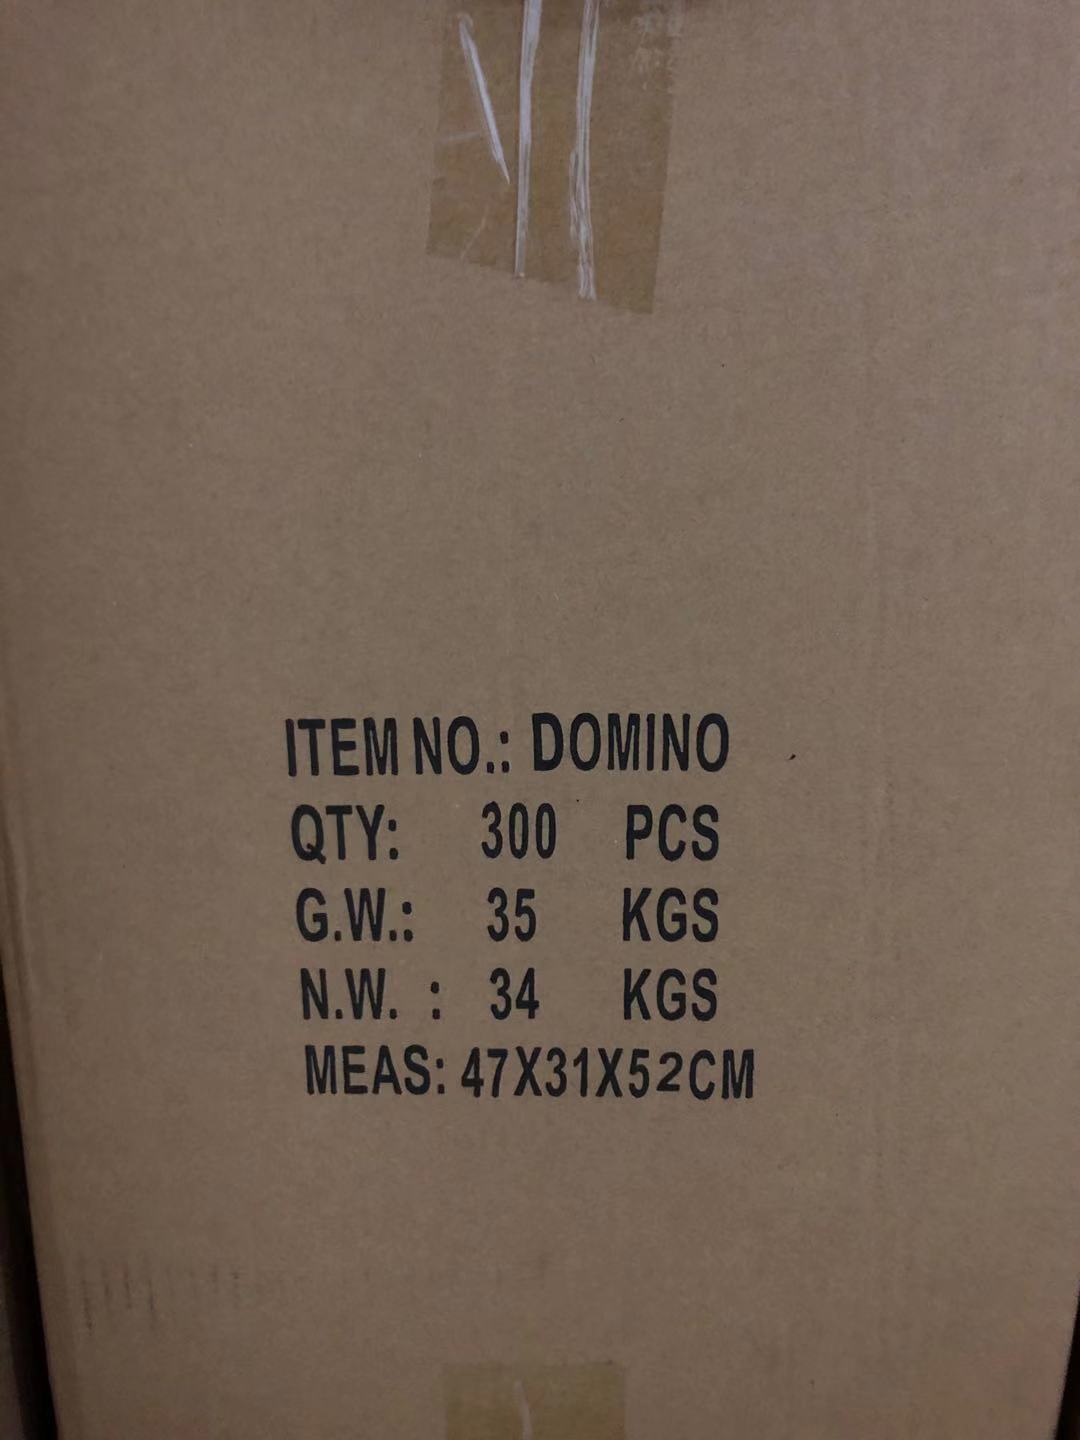 ITEM NO.: DOMINO
QTY: 300 PCS
G.W.: 35 KGS
N.W. : 34 KGS
MEAS: 47X31X52CM